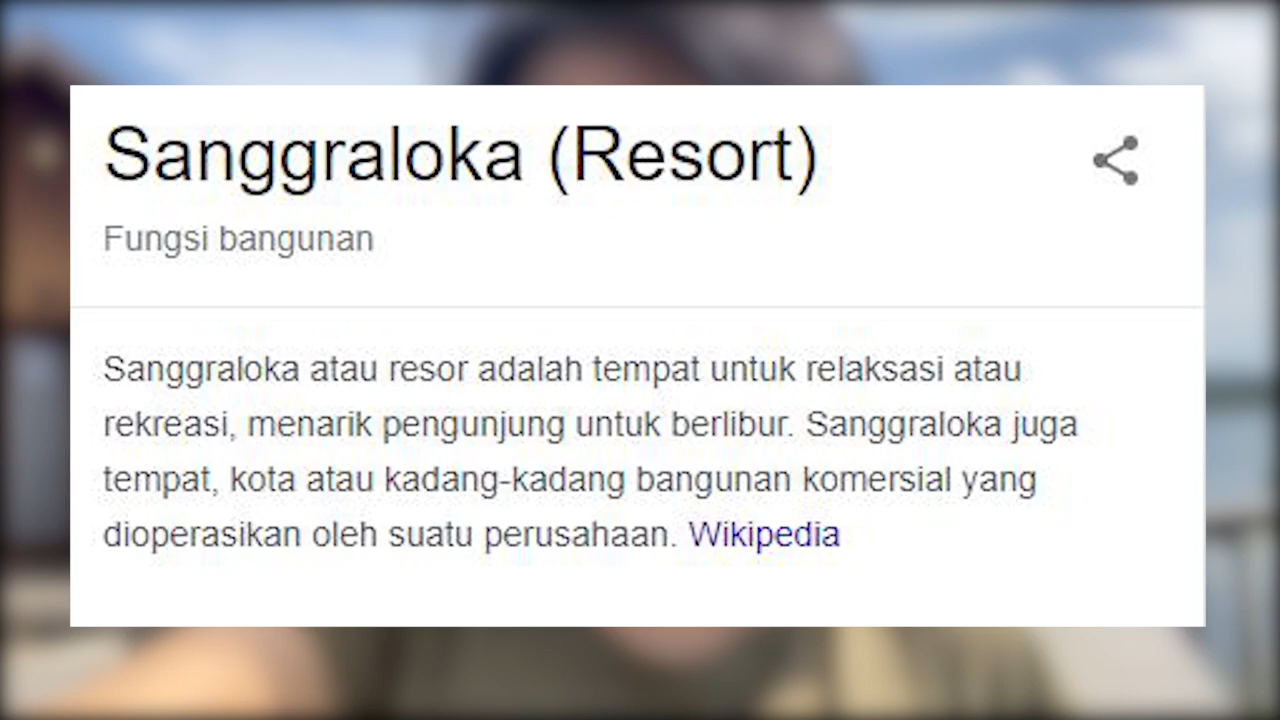 Sanggraloka (Resort)
Fungsi bangunan
Sanggraloka atau resor adalah tempat untuk relaksasi atau
rekreasi, menarik pengunjung untuk berlibur. Sanggraloka juga
tempat, kota atau kadang-kadang bangunan komersial yang
dioperasikan oleh suatu perusahaan. Wikipedia